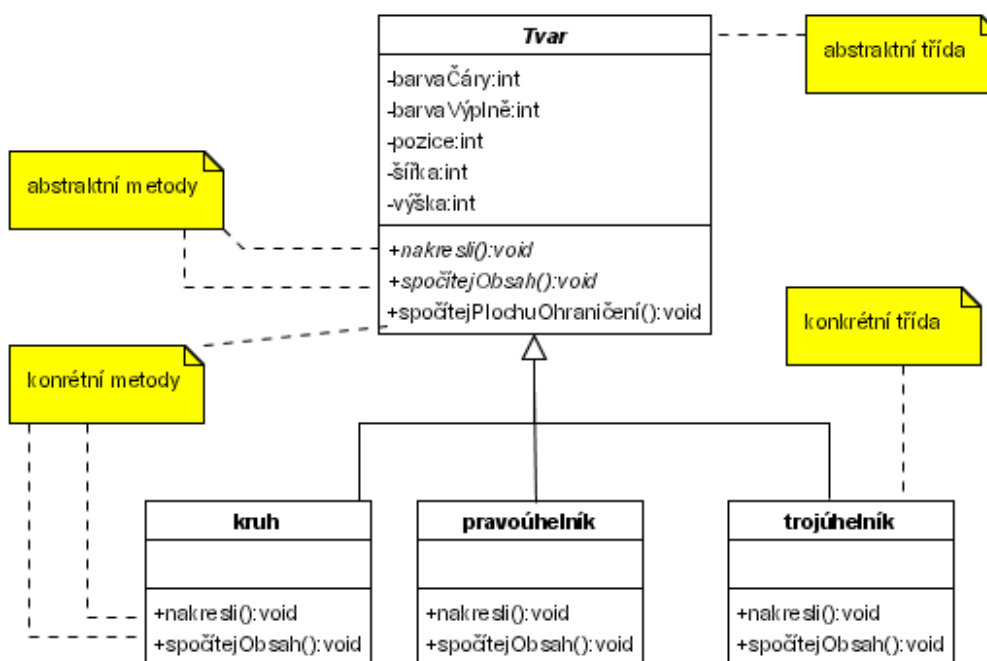 Tvar
abstraktní třída
-barvaČáry:int
-barvaVýplně:int
-pozice:int
-šířka:int
-výška:int
abstraktní metody
+nakresli():void
+spočítejObsah():void
+spočítejPlochuOhraničení():void
konkrétní třída
konrétní metody
kruh
pravoúhelník
trojúhelník
+nakresli():void
+spočítejObsah():void
+nakresli():void
+spočítejObsah():void
+nakresli():void
+spočítejObsah():void